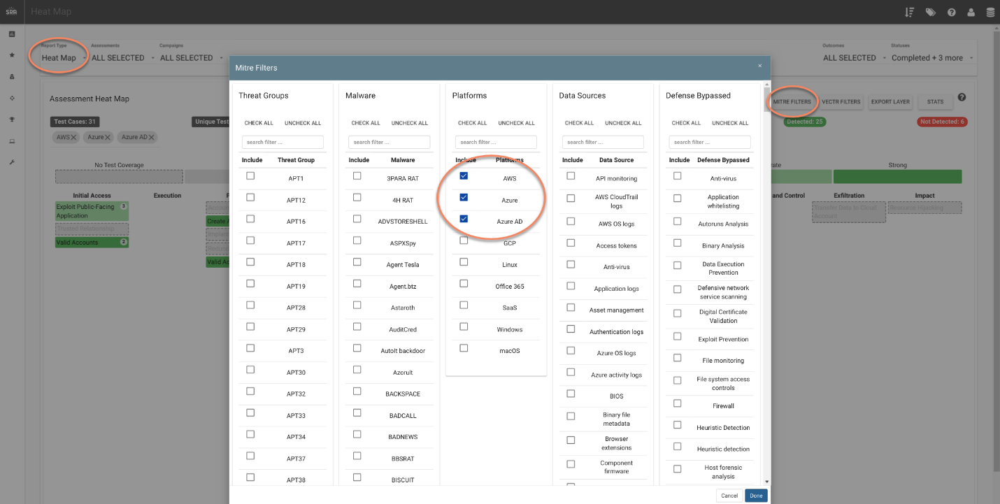 SRA
Heat Map
Report Type
Assessments
Campaigns
Outcomes
Statuses
Heat Map
ALL SELECTED
ALL SELECTED
ALL SELECTED
Completed + 3 more
Assessment Heat Map
MITRE FILTERS
VECTR FILTERS
EXPORT LAYER
STATS
Test Cases: 31
Unique Test
Detected: 25
Not Detected: 6
AWS
Azure
Azure AD
No Test Coverage
rate
Strong
Initial Access
Execution
P
and Control
Exfiltration
Impact
Exploit Public-Facing
Application
3
Trusted Relationship
Valid Accounts
2
Create A
Valid Ac
Transfer Data to Cloud
Account
Resource Hijacking
Mitre Filters
×
Threat Groups
CHECK ALL
UNCHECK ALL
search filter ...
Include
Threat Group
APT1
APT12
APT16
APT17
APT18
APT19
APT28
APT29
APT3
APT30
APT32
APT33
APT34
APT37
APT38
Malware
CHECK ALL
UNCHECK ALL
search filter ...
Include
Malware
3PARA RAT
4H RAT
ADVSTORESHELL
ASPXSpy
Agent Tesla
Agent.btz
Astaroth
AuditCred
AutoIt backdoor
Azorult
BACKSPACE
BADCALL
BADNEWS
BBSRAT
BISCUIT
Platforms
CHECK ALL
UNCHECK ALL
search filter ...
Include
Platforms
AWS
Azure
Azure AD
GCP
Linux
Office 365
SaaS
Windows
macOS
Data Sources
CHECK ALL
UNCHECK ALL
search filter ...
Include
Data Source
API monitoring
AWS CloudTrail
logs
AWS OS logs
Access tokens
Anti-virus
Application logs
Asset management
Authentication logs
Azure OS logs
Azure activity logs
BIOS
Binary file
metadata
Browser
extensions
Component
firmware
Defense Bypassed
CHECK ALL
UNCHECK ALL
search filter ...
Include
Defense Bypassed
Anti-virus
Application
whitelisting
Autoruns Analysis
Binary Analysis
Data Execution
Prevention
Defensive network
service scanning
Digital Certificate
Validation
Exploit Prevention
File monitoring
File system access
controls
Firewall
Heuristic Detection
Heuristic detection
Host forensic
analysis
Cancel
Done